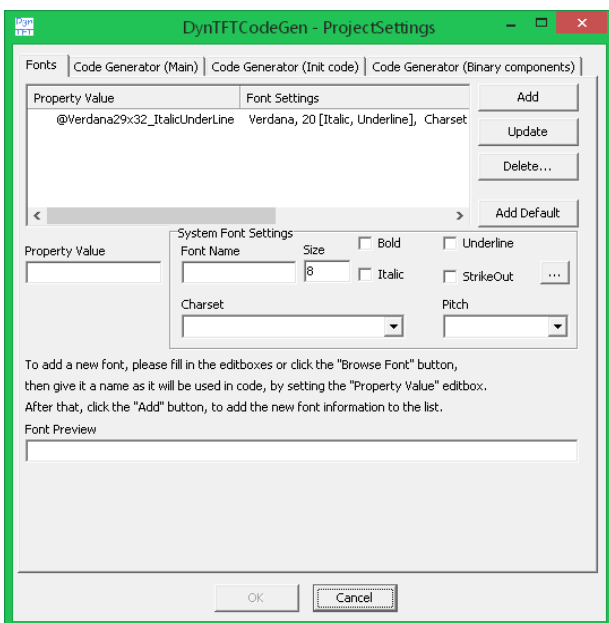 Dyn
TFT
DynTFTCodeGen - ProjectSettings
Fonts Code Generator (Main) Code Generator (Init code) Code Generator (Binary components)
Property Value Font Settings
@Verdana29x32_ItalicUnderLine Verdana, 20 [Italic, Underline], Charset
Add
Update
Delete...
Add Default
Property Value
System Font Settings
Font Name Size
8
Bold Underline
Italic StrikeOut ...
Charset Pitch
To add a new font, please fill in the editboxes or click the "Browse Font" button,
then give it a name as it will be used in code, by setting the "Property Value" editbox.
After that, click the "Add" button, to add the new font information to the list.
Font Preview
OK Cancel